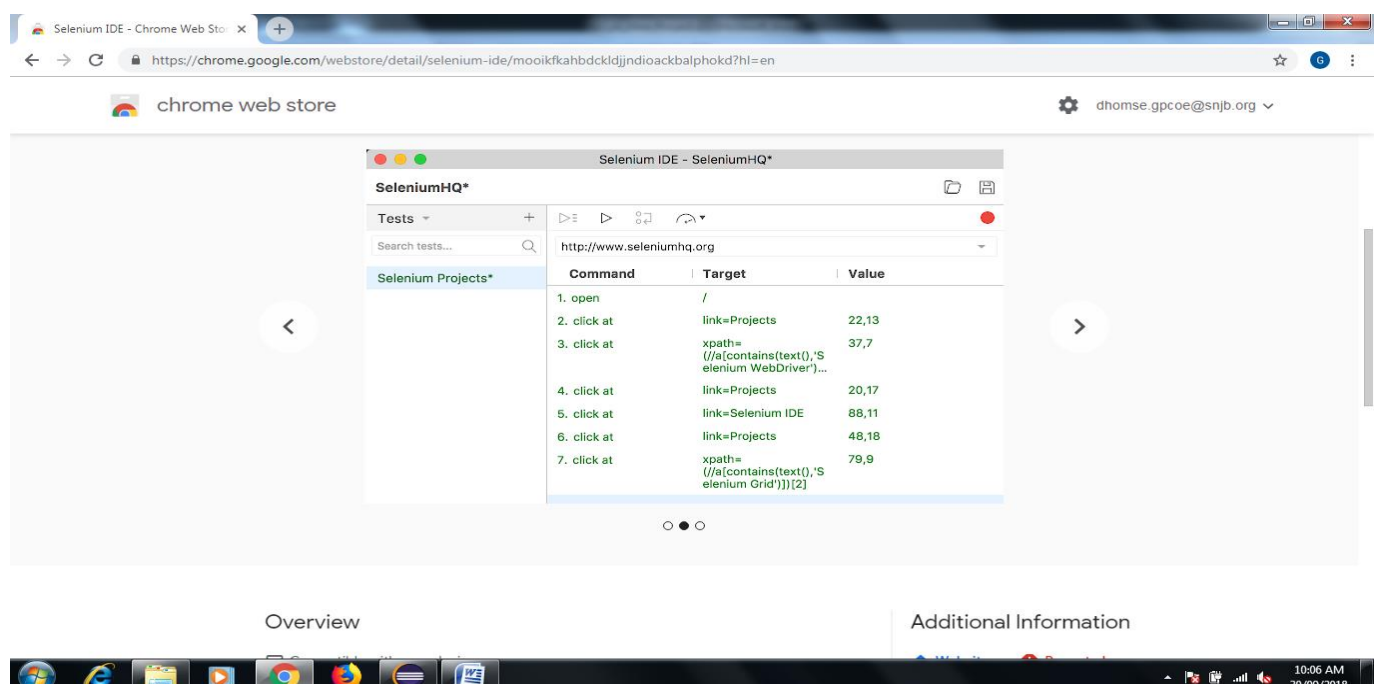 Selenium IDE - Chrome Web Sto
https://chrome.google.com/webstore/detail/selenium-ide/mooikfkahbdckldjjndioackbalphokd?hl=en
G
chrome web store
dhomse.gpcoe@snjb.org
Selenium IDE - SeleniumHQ*
SeleniumHQ*
Tests
Search tests...
http://www.seleniumhq.org
Selenium Projects*
Command Target Value
1. open /
2. click at link=Projects 22,13
3. click at xpath= 37,7
(//a[contains(text(),'S
elenium WebDriver')...
4. click at link=Projects 20,17
5. click at link=Selenium IDE 88,11
6. click at link=Projects 48,18
7. click at xpath= 79,9
(//a[contains(text(),'S
elenium Grid')])[2]
Overview
Additional Information
10:06 AM